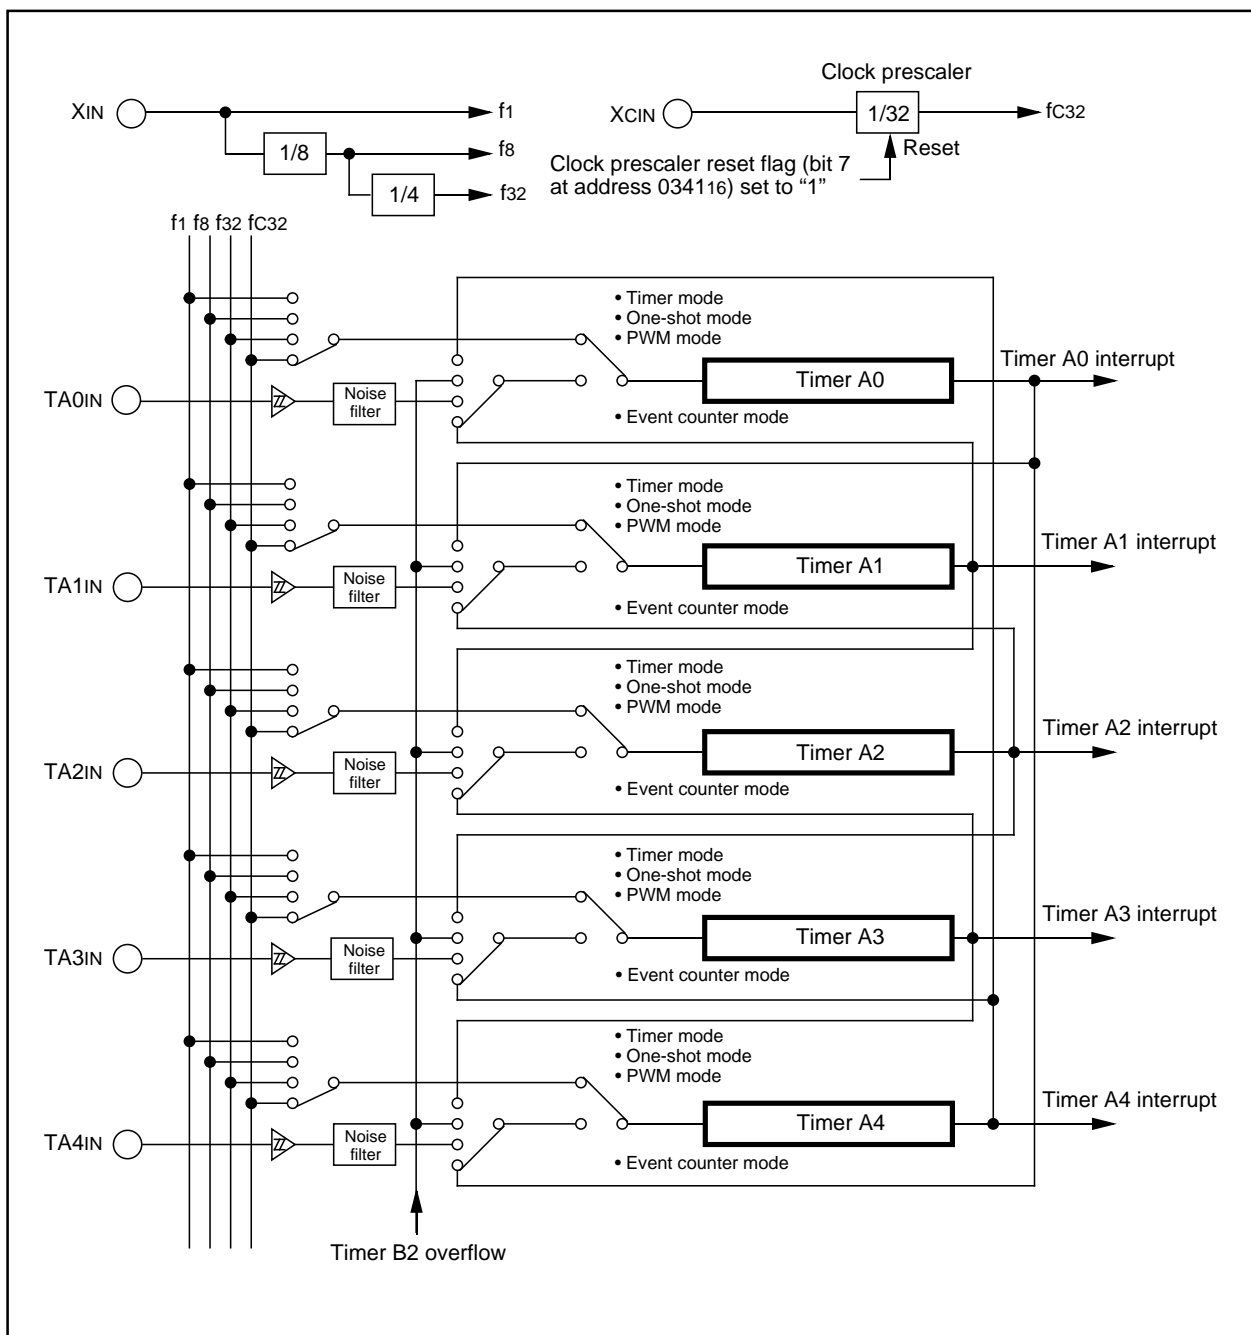 Clock prescaler
XIN
f1
XCIN
1/32
fC32
1/8
f8
Reset
Clock prescaler reset flag (bit 7
at address 034116) set to “1”
1/4
f32
f1 f8 f32 fC32
• Timer mode
• One-shot mode
• PWM mode
Timer A0 interrupt
Timer A0
TA0IN
Noise
filter
• Event counter mode
• Timer mode
• One-shot mode
• PWM mode
Timer A1 interrupt
Timer A1
TA1IN
Noise
filter
• Event counter mode
• Timer mode
• One-shot mode
• PWM mode
Timer A2 interrupt
Timer A2
TA2IN
Noise
filter
• Event counter mode
• Timer mode
• One-shot mode
• PWM mode
Timer A3 interrupt
Timer A3
TA3IN
Noise
filter
• Event counter mode
• Timer mode
• One-shot mode
• PWM mode
Timer A4 interrupt
Timer A4
TA4IN
Noise
filter
• Event counter mode
Timer B2 overflow